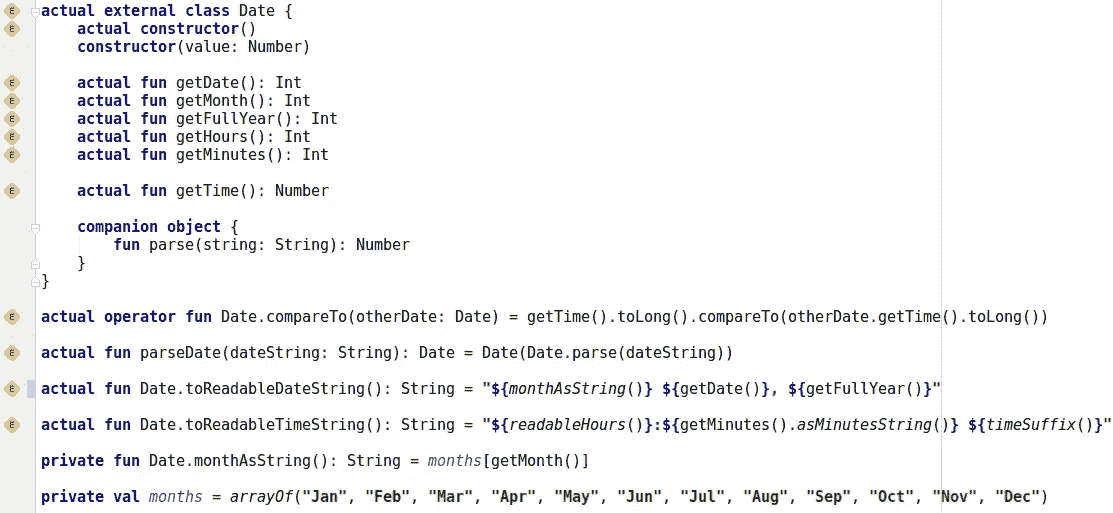 actual external class Date {
    actual constructor()
    constructor(value: Number)

    actual fun getDate(): Int
    actual fun getMonth(): Int
    actual fun getFullYear(): Int
    actual fun getHours(): Int
    actual fun getMinutes(): Int

    actual fun getTime(): Number

    companion object {
        fun parse(string: String): Number
    }
}

actual operator fun Date.compareTo(otherDate: Date) = getTime().toLong().compareTo(otherDate.getTime().toLong())

actual fun parseDate(dateString: String): Date = Date(Date.parse(dateString))

actual fun Date.toReadableDateString(): String = "${monthAsString()} ${getDate()}, ${getFullYear()}"

actual fun Date.toReadableTimeString(): String = "${readableHours()}:${getMinutes().asMinutesString()} ${timeSuffix()}"

private fun Date.monthAsString(): String = months[getMonth()]

private val months = arrayOf("Jan", "Feb", "Mar", "Apr", "May", "Jun", "Jul", "Aug", "Sep", "Oct", "Nov", "Dec")